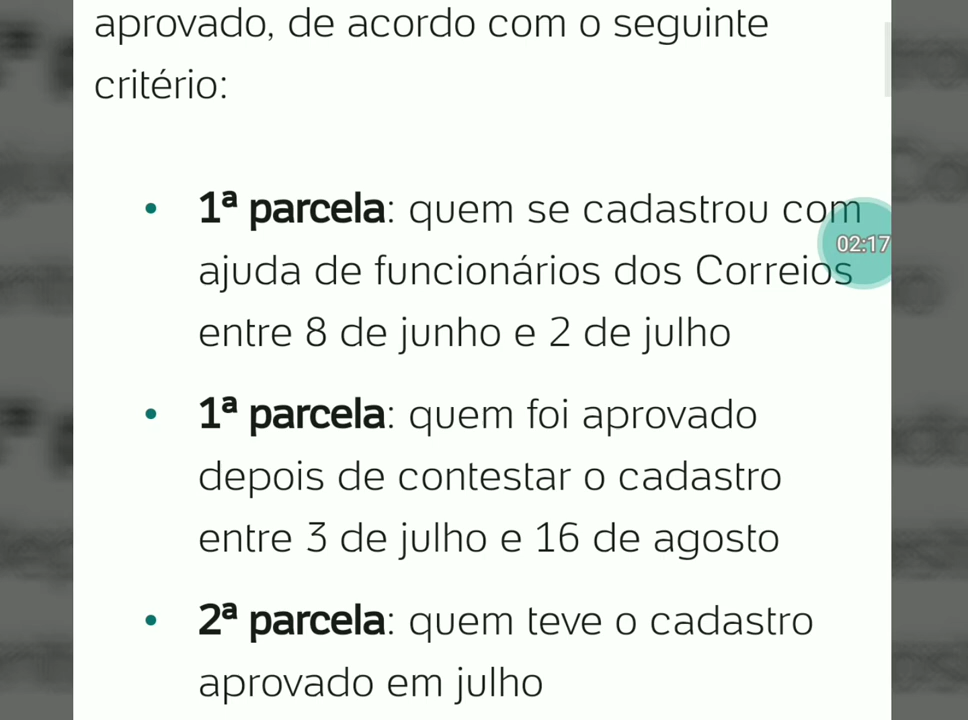 aprovado, de acordo com o seguinte
critério:
• 1ª parcela: quem se cadastrou com
02:17
ajuda de funcionários dos Correios
entre 8 de junho e 2 de julho
• 1ª parcela: quem foi aprovado
depois de contestar o cadastro
entre 3 de julho e 16 de agosto
• 2ª parcela: quem teve o cadastro
aprovado em julho